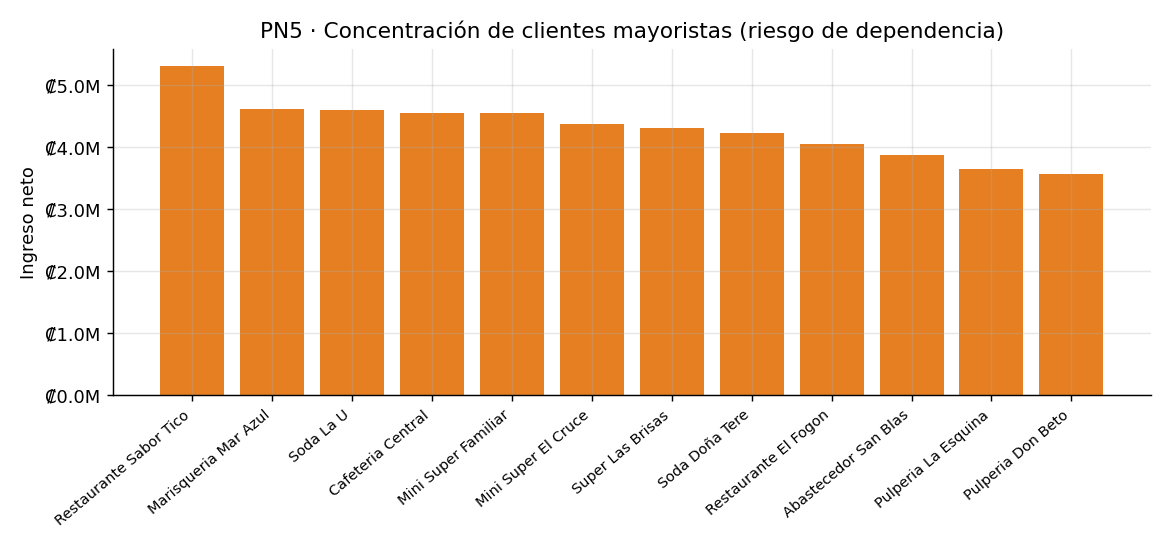 PN5 · Concentración de clientes mayoristas (riesgo de dependencia)
Ingreso neto
₡5.0M
₡4.0M
₡3.0M
₡2.0M
₡1.0M
₡0.0M
Restaurante Sabor Tico
Marisqueria Mar Azul
Soda La U
Cafeteria Central
Mini Super Familiar
Mini Super El Cruce
Super Las Brisas
Soda Doña Tere
Restaurante El Fogon
Abastecedor San Blas
Pulperia La Esquina
Pulperia Don Beto